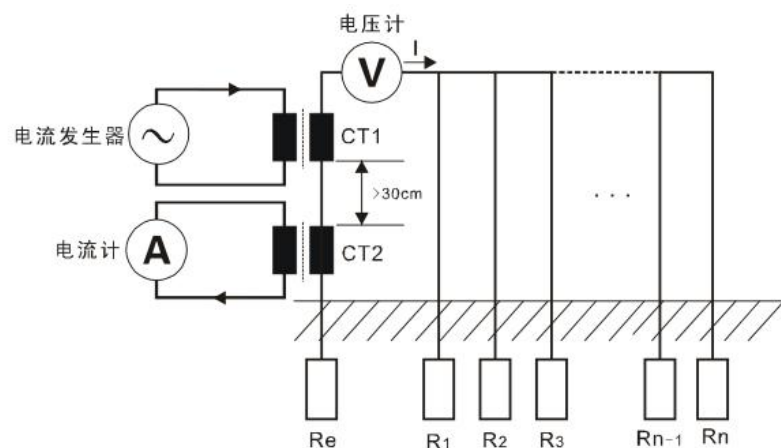 电压计
I
V
电流发生器
CT1
>30cm
电流计
A
CT2
...
Re
R1
R2
R3
Rn-1
Rn